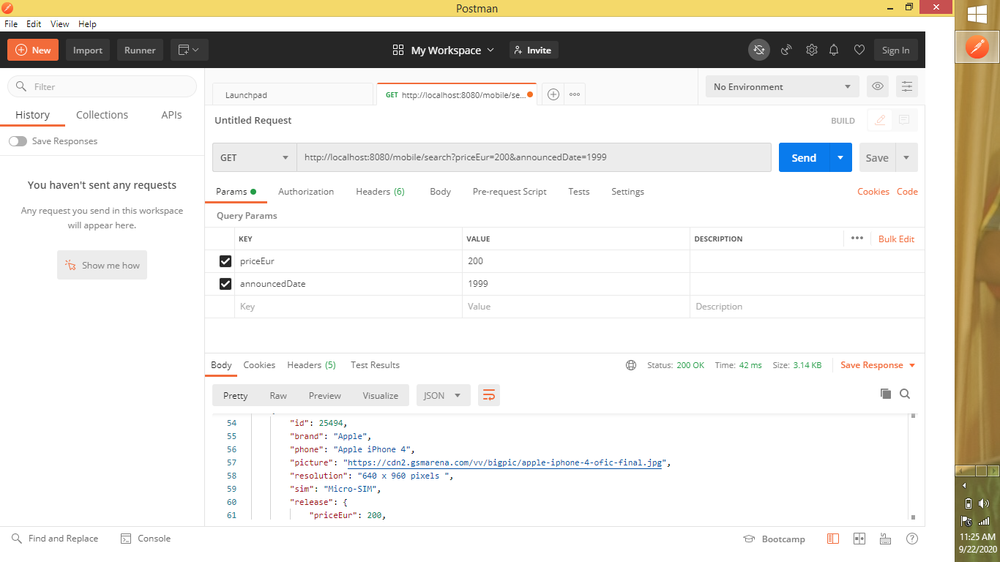 Postman
File Edit View Help
New Import Runner My Workspace Invite Sign In
Filter
History Collections APIs
Save Responses
You haven't sent any requests
Any request you send in this workspace
will appear here.
Show me how
Launchpad GET http://localhost:8080/mobile/se... No Environment
Untitled Request BUILD
GET http://localhost:8080/mobile/search?priceEur=200&announcedDate=1999 Send Save
Params Authorization Headers (6) Body Pre-request Script Tests Settings Cookies Code
Query Params
KEY VALUE DESCRIPTION ••• Bulk Edit
priceEur 200
announcedDate 1999
Key Value Description
Body Cookies Headers (5) Test Results Status: 200 OK Time: 42 ms Size: 3.14 KB Save Response
Pretty Raw Preview Visualize JSON
54 "id": 25494,
55 "brand": "Apple",
56 "phone": "Apple iPhone 4",
57 "picture": "https://cdn2.gsmarena.com/vv/bigpic/apple-iphone-4-ofic-final.jpg",
58 "resolution": "640 x 960 pixels ",
59 "sim": "Micro-SIM",
60 "release": {
61 "priceEur": 200,
Find and Replace Console Bootcamp
11:25 AM
9/22/2020